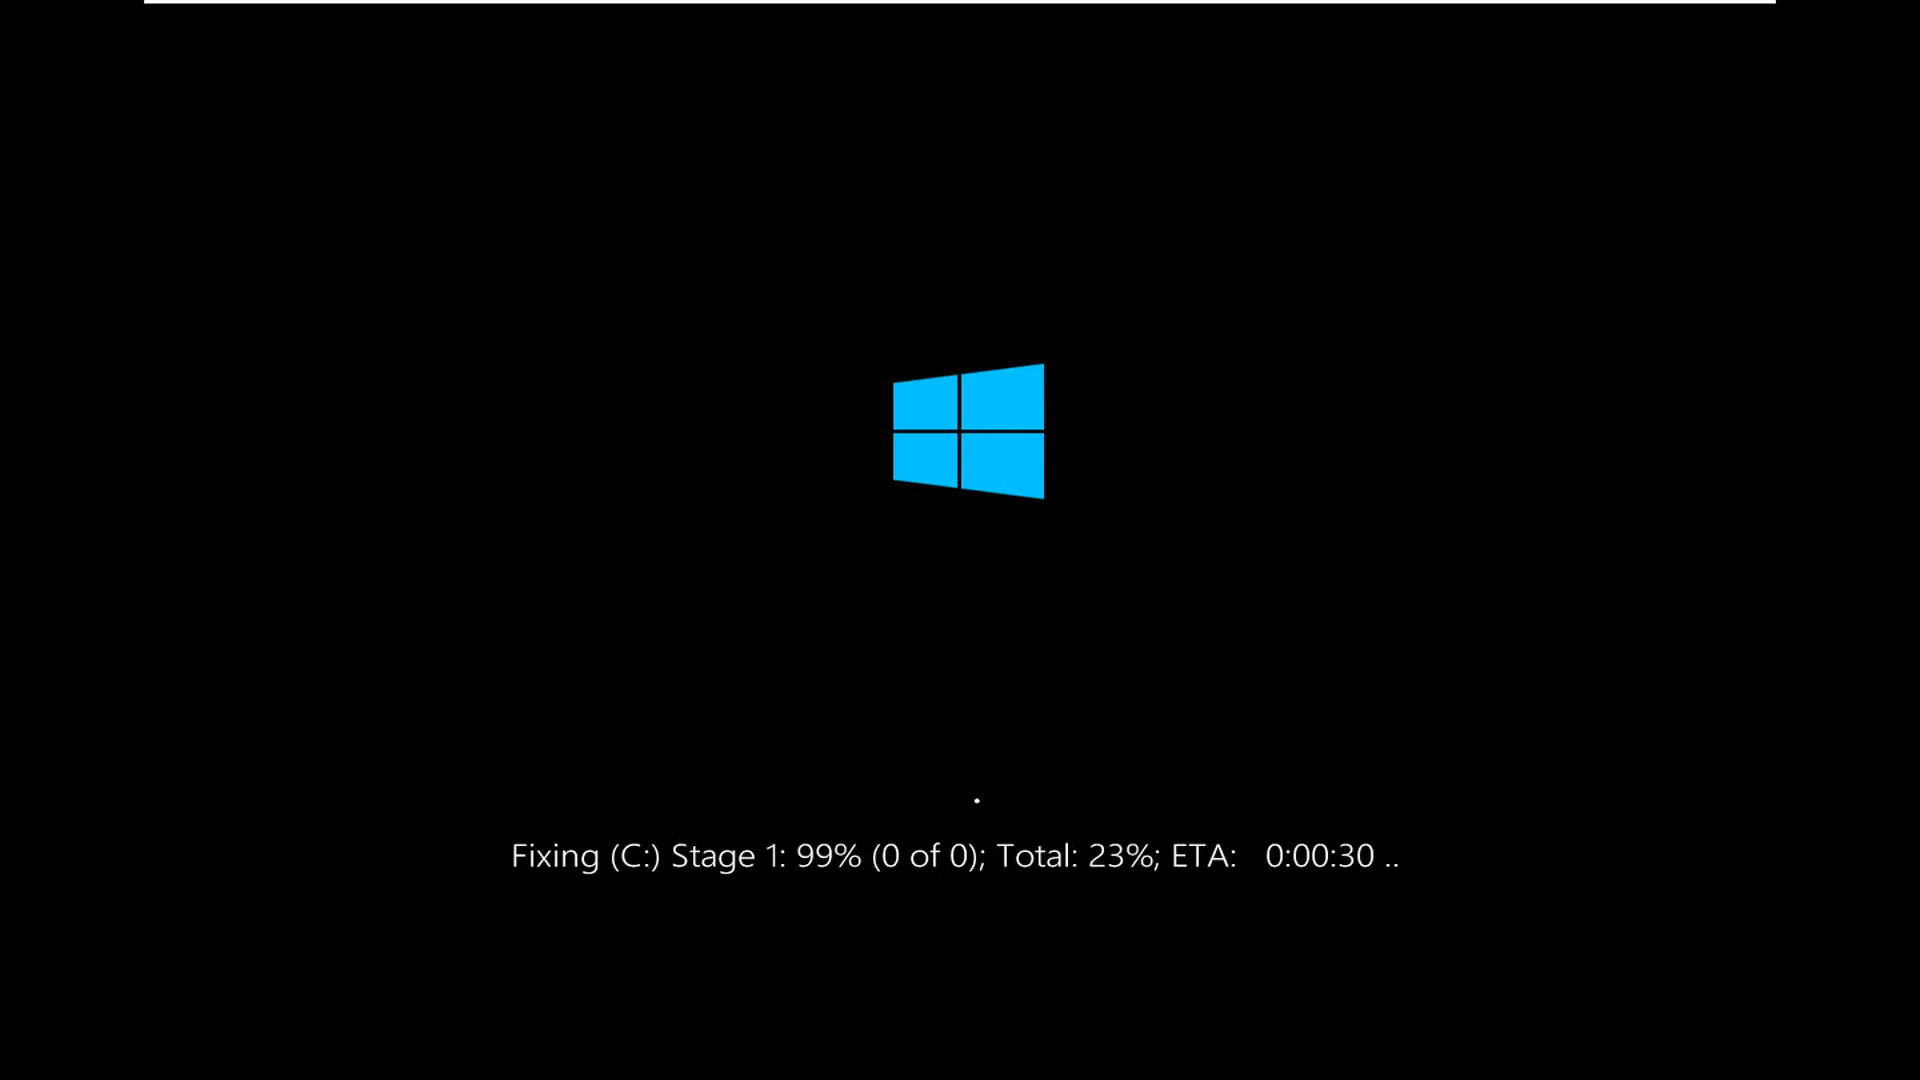 Fixing (C:) Stage 1: 99% (0 of 0); Total: 23%; ETA:   0:00:30 ..